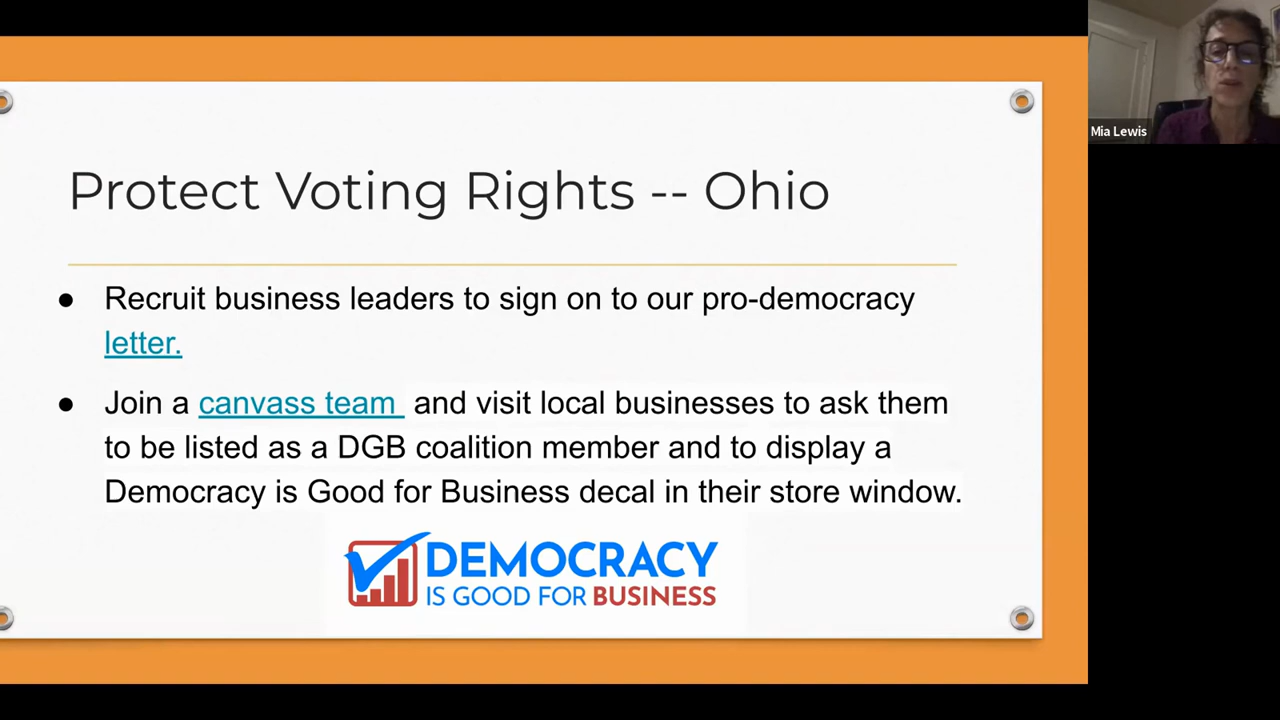 Protect Voting Rights -- Ohio
● Recruit business leaders to sign on to our pro-democracy
letter.
● Join a canvass team and visit local businesses to ask them
to be listed as a DGB coalition member and to display a
Democracy is Good for Business decal in their store window.
DEMOCRACY
IS GOOD FOR BUSINESS
Mia Lewis